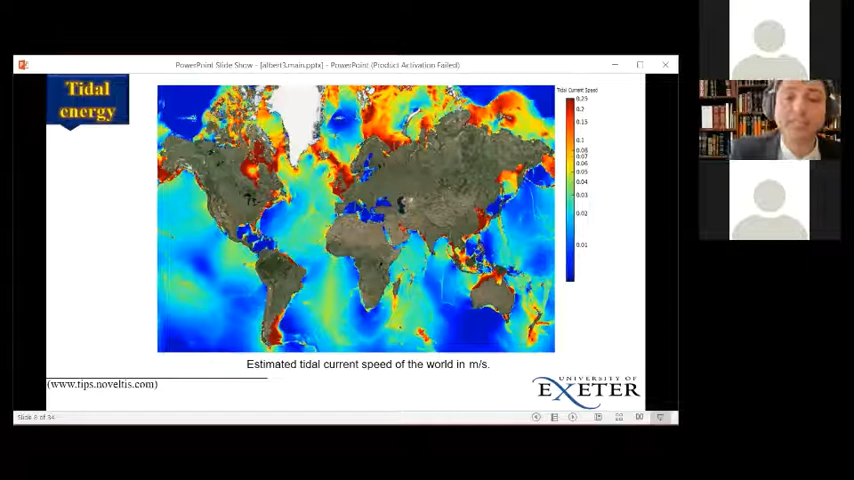 PowerPoint Slide Show - [albert3.main.pptx] - PowerPoint (Product Activation Failed)
Tidal
energy
Tidal Current Speed
0.25
0.2
0.15
0.1
0.08
0.07
0.06
0.05
0.04
0.03
0.02
0.01
Estimated tidal current speed of the world in m/s.
(www.tips.noveltis.com)
UNIVERSITY OF
EXETER
Slide 8 of 34